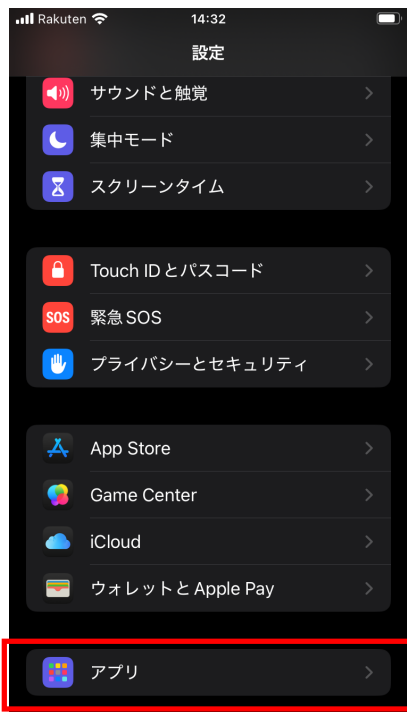 Rakuten 14:32
設定
サウンドと触覚
集中モード
スクリーンタイム
Touch IDとパスコード
SOS 緊急SOS
プライバシーとセキュリティ
App Store
Game Center
iCloud
ウォレットとApple Pay
アプリ